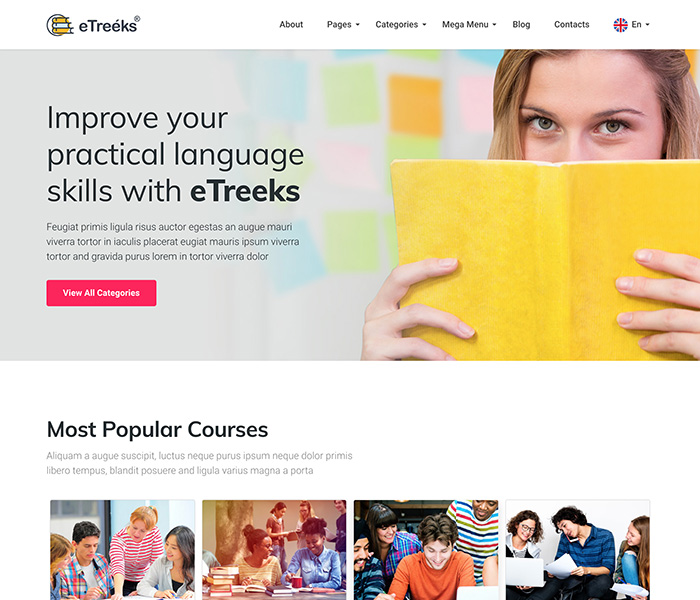 eTreéks®
About Pages Categories Mega Menu Blog Contacts En
Improve your
practical language
skills with eTreeks
Feugiat primis ligula risus auctor egestas an augue mauri
viverra tortor in iaculis placerat eugiat mauris ipsum viverra
tortor and gravida purus lorem in tortor viverra dolor
View All Categories
Most Popular Courses
Aliquam a augue suscipit, luctus neque purus ipsum neque dolor primis
libero tempus, blandit posuere and ligula varius magna a porta